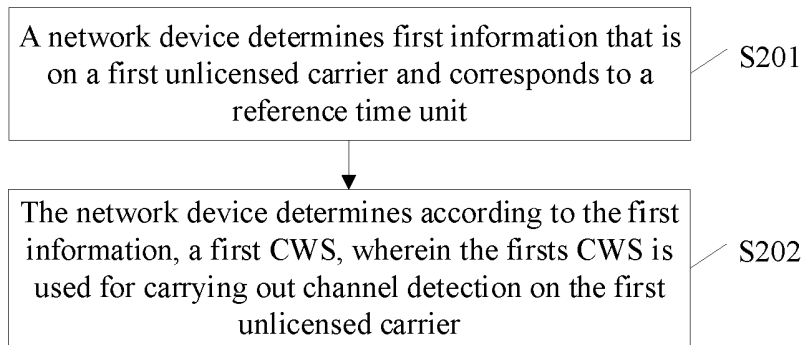 A network device determines first information that is
on a first unlicensed carrier and corresponds to a
reference time unit
S201
The network device determines according to the first
information, a first CWS, wherein the firsts CWS is
used for carrying out channel detection on the first
unlicensed carrier
S202